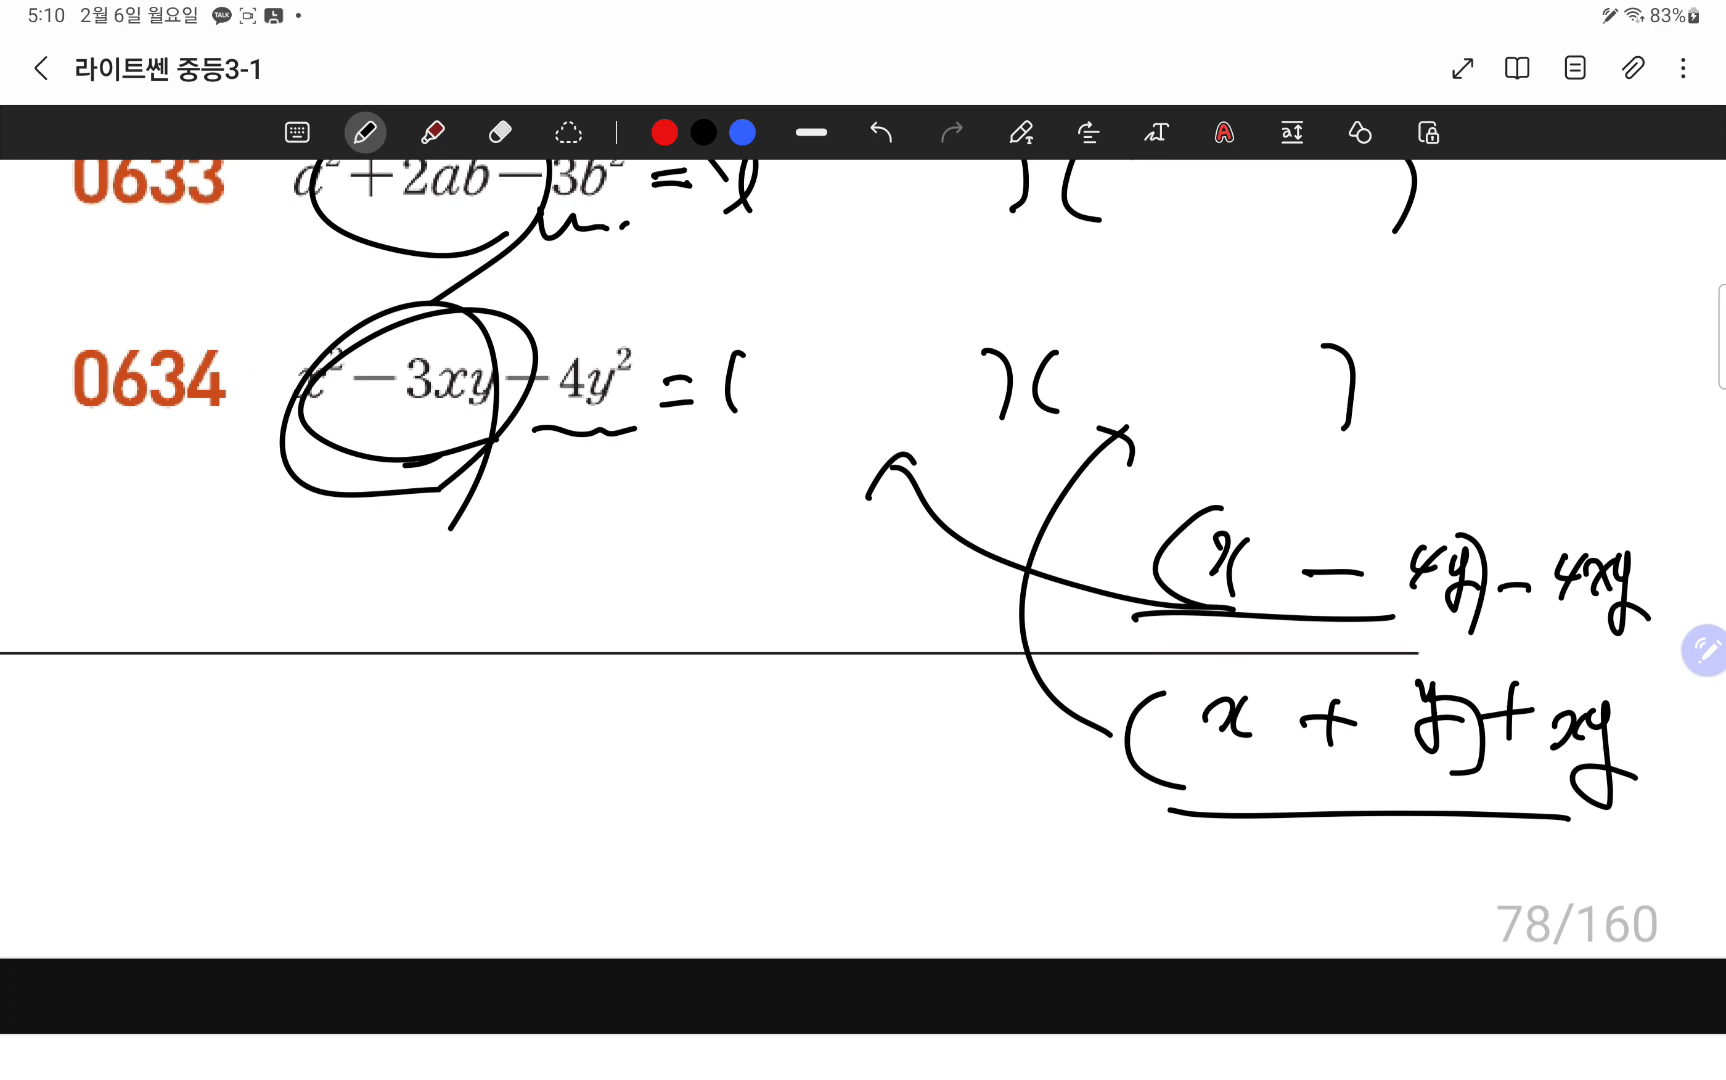 5:10 2월 6일 월요일 TALK 83%
라이트쎈 중등3-1
0633 a² + 2ab - 3b² = ( )( )
0634 x² - 3xy - 4y² = ( )( )
(x - 4y) - 4xy
(x + y) + xy
78/160